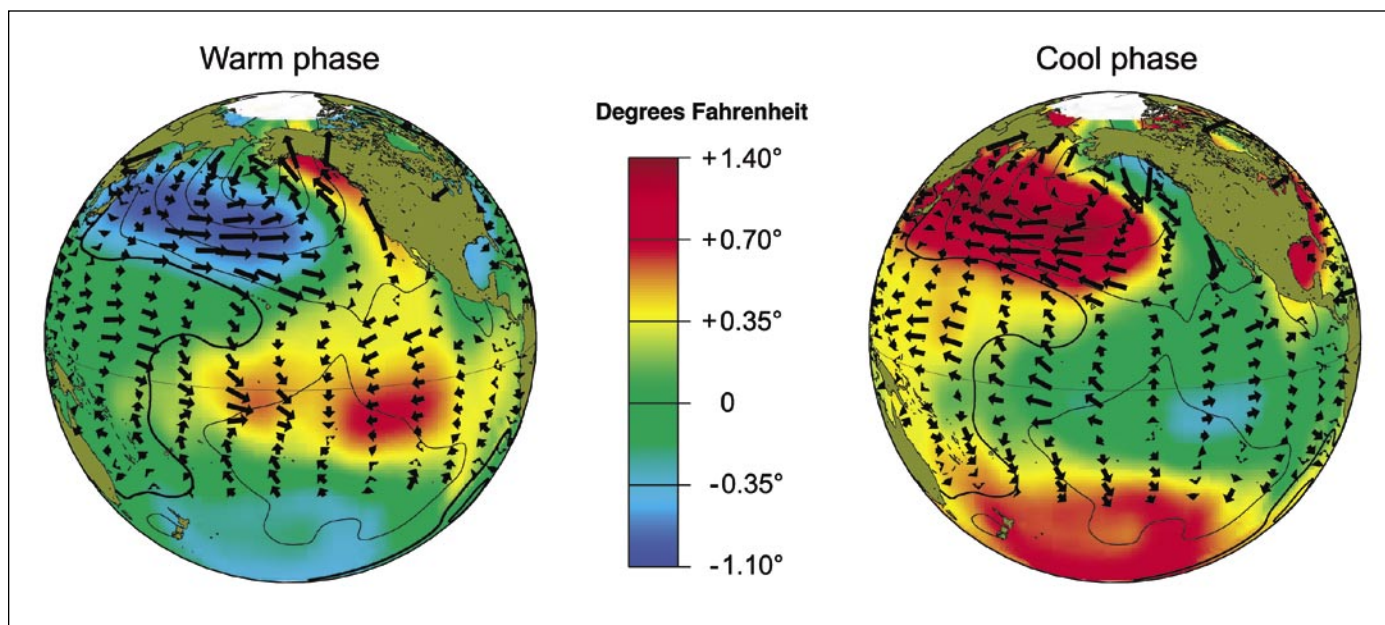 Warm phase
Cool phase
Degrees Fahrenheit
+1.40°
+0.70°
+0.35°
0
-0.35°
-1.10°